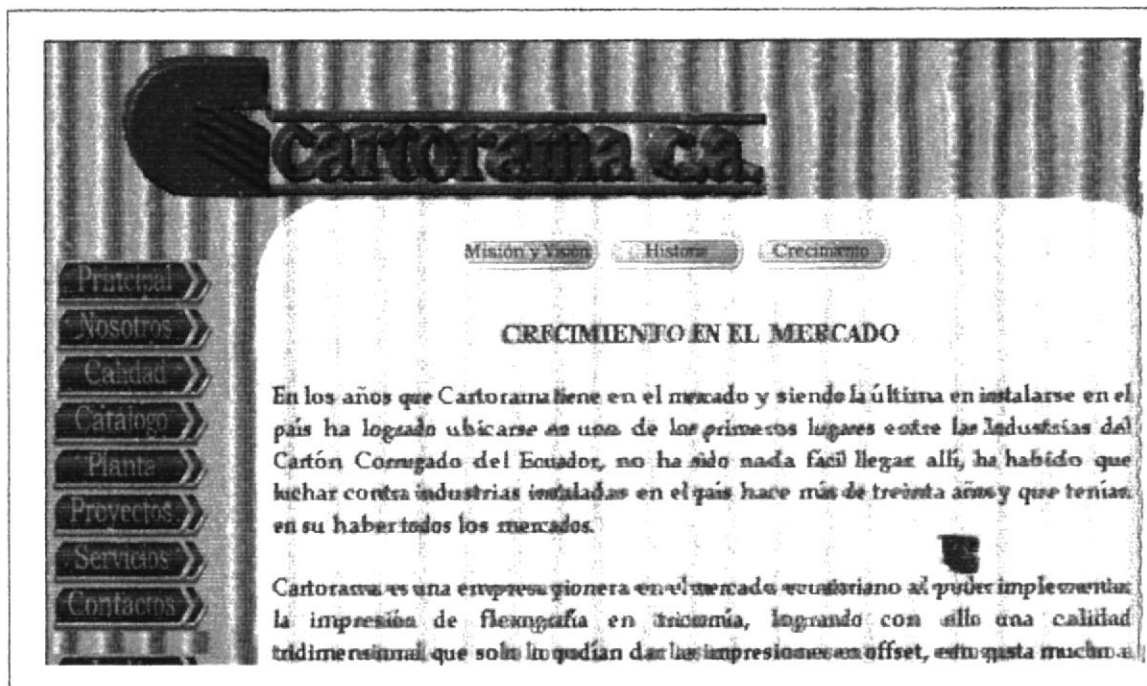 cartorama c.a.
Misión y Visión Historia Crecimiento
Principal
Nosotros
Calidad
Catálogo
Planta
Proyectos
Servicios
Contactos
CRECIMIENTO EN EL MERCADO
En los años que Cartorama tiene en el mercado y siendo la última en instalarse en el
país ha logrado ubicarse en uno de los primeros lugares entre las Industrias del
Cartón Corrugado del Ecuador, no ha sido nada fácil llegar allí, ha habido que
luchar contra industrias instaladas en el país hace más de treinta años y que tenían
en su haber todos los mercados.
Cartorama es una empresa pionera en el mercado ecuatoriano al poder implementar
la impresión de flexografía en tricomía, logrando con ello una calidad
tridimensional, que solo lo podían dar las impresiones en offset, esto gusta mucho a